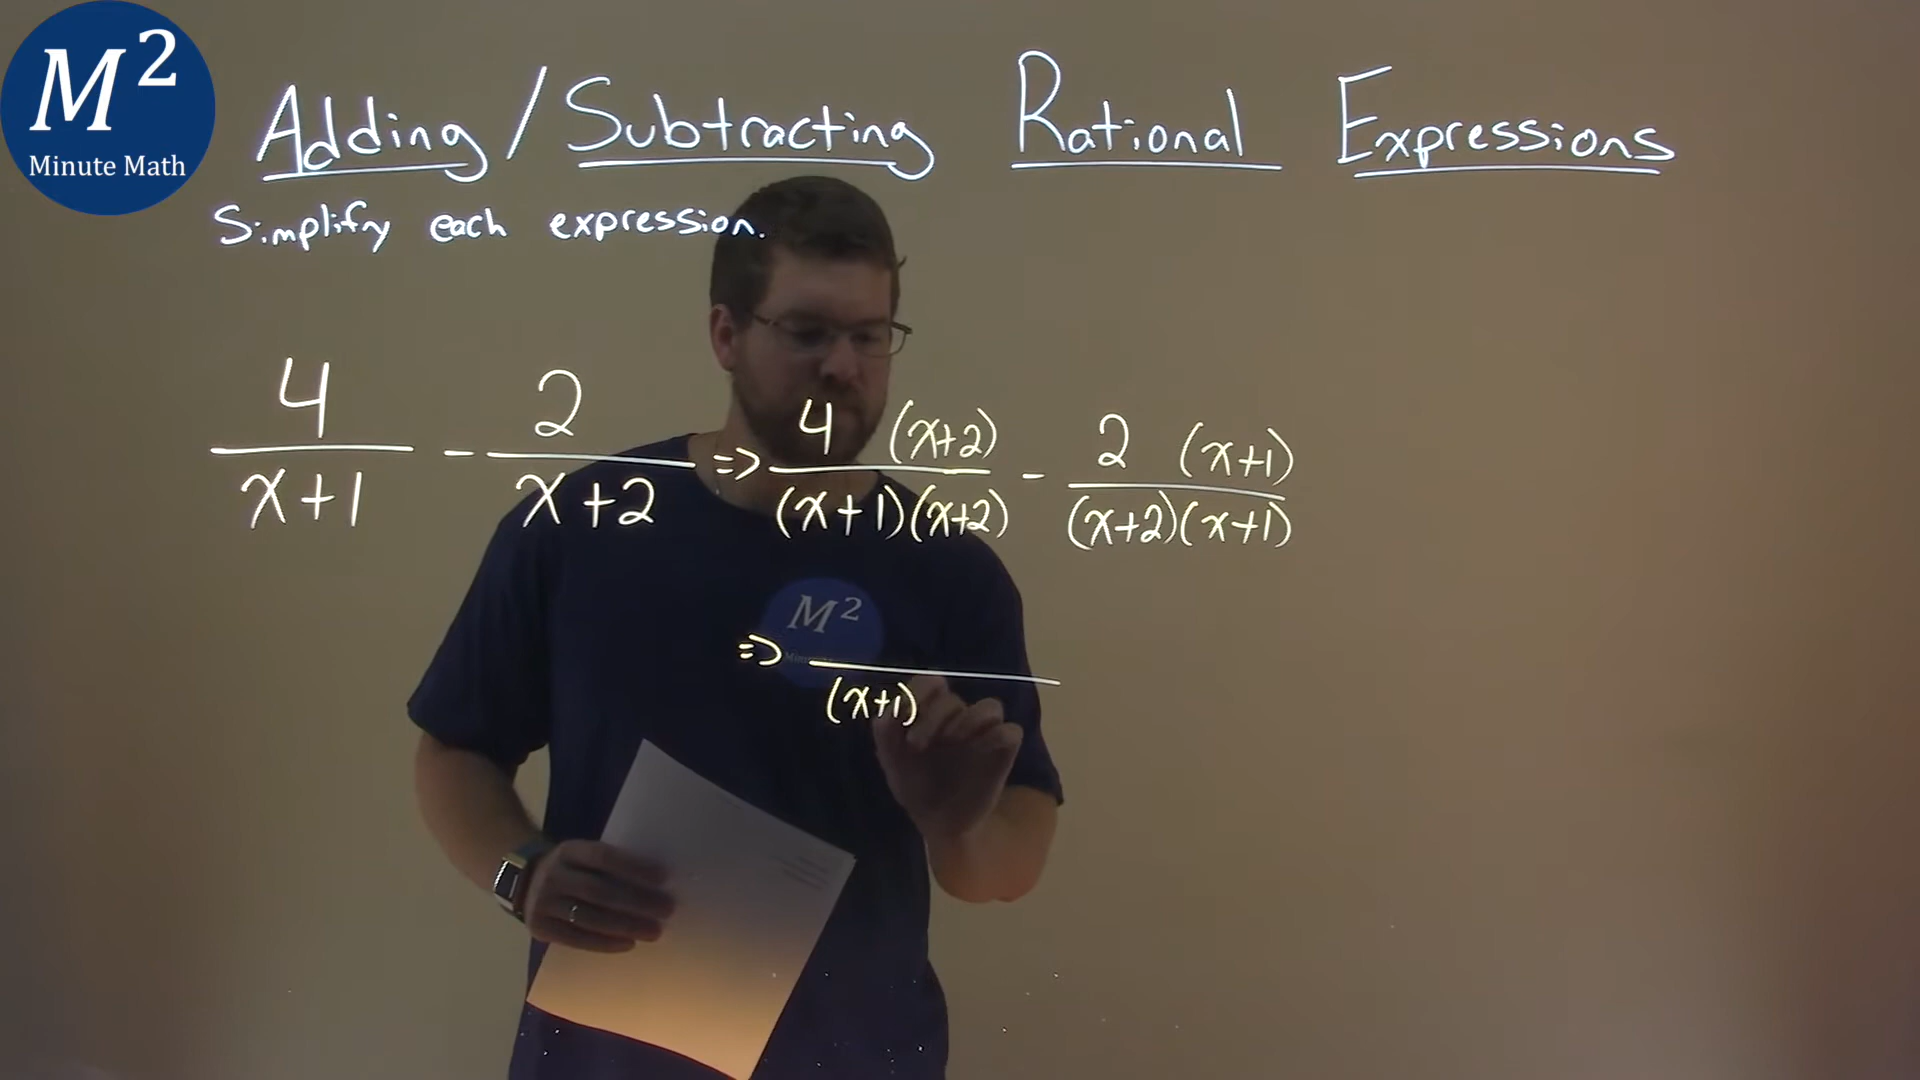 M²
Minute Math
Adding/Subtracting Rational Expressions
Simplify each expression.
4/(x+1) - 2/(x+2) => 4 (x+2)/(x+1)(x+2) - 2 (x+1)/(x+2)(x+1)
M²
=>
(x+1)